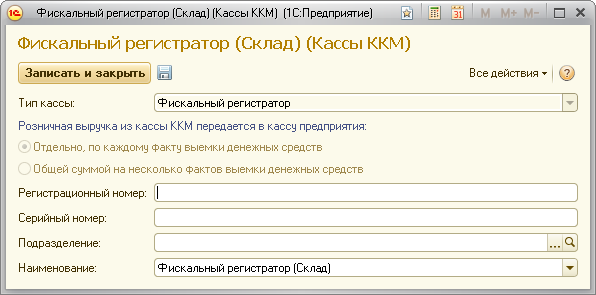 Фискальный регистратор (Склад) (Кассы ККМ) (1С:Предприятие)
31 M M+ M-
Фискальный регистратор (Склад) (Кассы ККМ)
Записать и закрыть Все действия ?
Тип кассы: Фискальный регистратор
Розничная выручка из кассы ККМ передается в кассу предприятия:
Отдельно, по каждому факту выемки денежных средств
Общей суммой на несколько фактов выемки денежных средств
Регистрационный номер:
Серийный номер:
Подразделение: ...
Наименование: Фискальный регистратор (Склад)